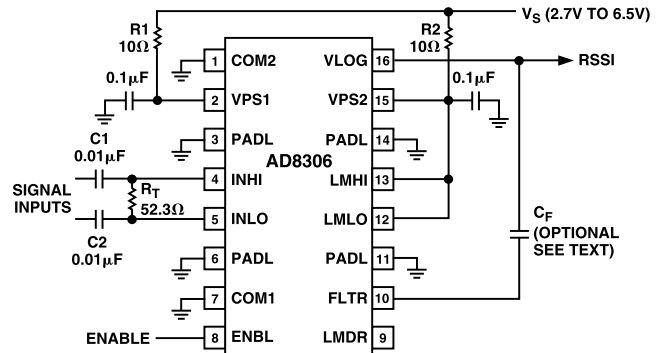 R1
10Ω
R2
10Ω
VS (2.7V TO 6.5V)
1 COM2
VLOG 16
RSSI
0.1μF
0.1μF
2 VPS1
VPS2 15
3 PADL
PADL 14
AD8306
C1
0.01μF
4 INHI
LMHI 13
SIGNAL
INPUTS
RT
52.3Ω
5 INLO
LMLO 12
C2
0.01μF
CF
(OPTIONAL
SEE TEXT)
6 PADL
PADL 11
7 COM1
FLTR 10
ENABLE
8 ENBL
LMDR 9